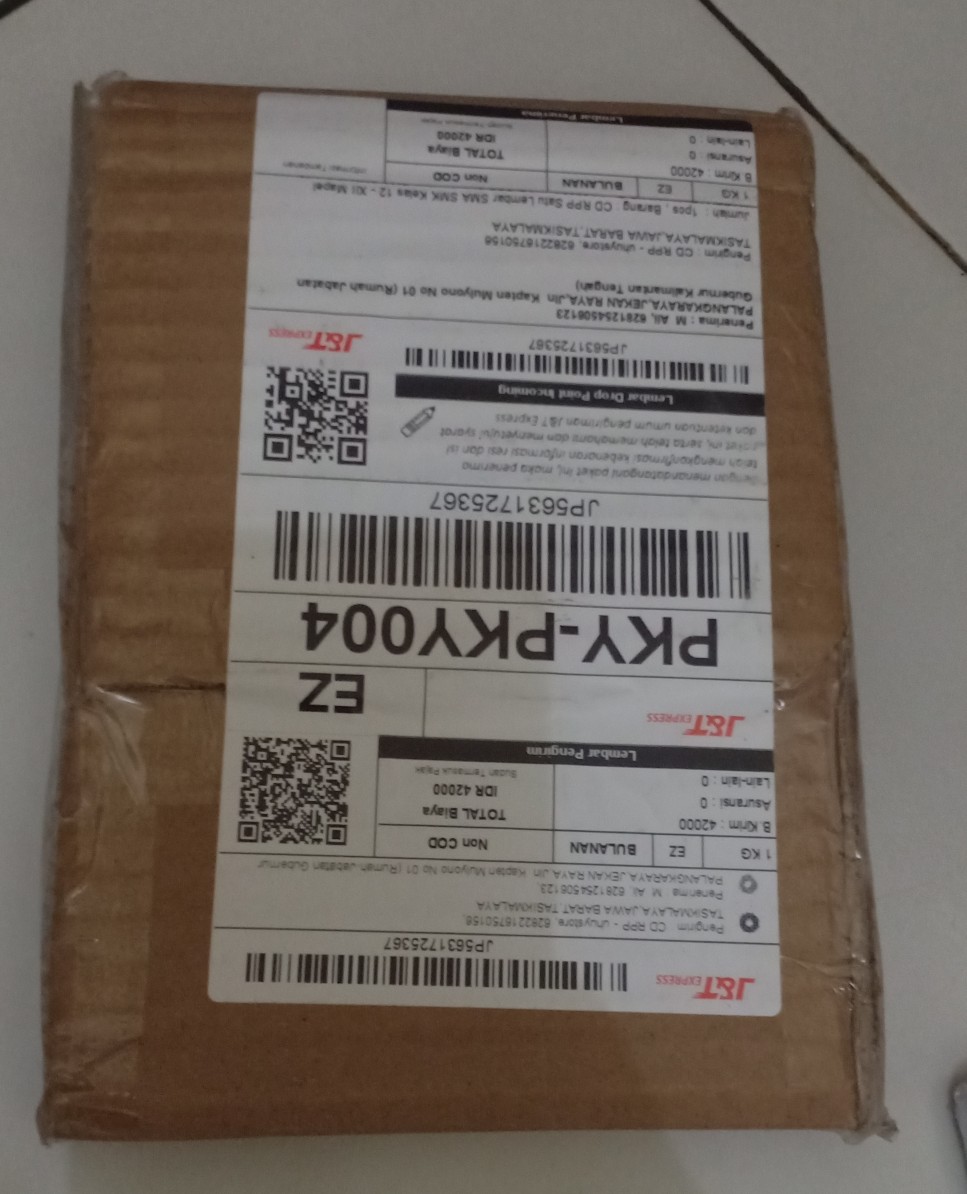 J&T EXPRESS
JP5631725367
Pengirim CD RPP - uhuystore, 6282216750156,
TASIKMALAYA,JAWA BARAT,TASIKMALAYA
Penerima M Ali, 6281254506123,
PALANGKARAYA,JEKAN RAYA,Jln Kapten Mulyono No 01 (Rumah Jabatan Gubernur
1 KG EZ BULANAN Non COD
B.Kirim : 42000
Asuransi : 0
Lain-lain : 0
TOTAL Biaya
IDR 42000
Sudah Termasuk Pajak
Lembar Pengirim
J&T EXPRESS
EZ
PKY-PKY004
JP5631725367
Dengan menandatangani paket ini, maka penerima
telah mengkonfirmasi kebenaran informasi resi dan isi
paket ini, serta telah memahami dan menyetujui syarat
dan ketentuan umum pengiriman J&T Express
Lembar Drop Point Incoming
JP5631725367
J&T EXPRESS
Penerima : M Ali, 6281254506123
PALANGKARAYA,JEKAN RAYA,Jln Kapten Mulyono No 01 (Rumah Jabatan
Gubernur Kalimantan Tengah)
Pengirim : CD RPP - uhuystore, 6282216750156
TASIKMALAYA,JAWA BARAT,TASIKMALAYA
Jumlah : 1pcs , Barang : CD RPP Satu Lembar SMA SMK Kelas 12 - XII Mapel
1 KG EZ BULANAN Non COD
B.Kirim : 42000
Asuransi : 0
Lain-lain : 0
TOTAL Biaya
IDR 42000
Sudah Termasuk Pajak
Lembar Penerima